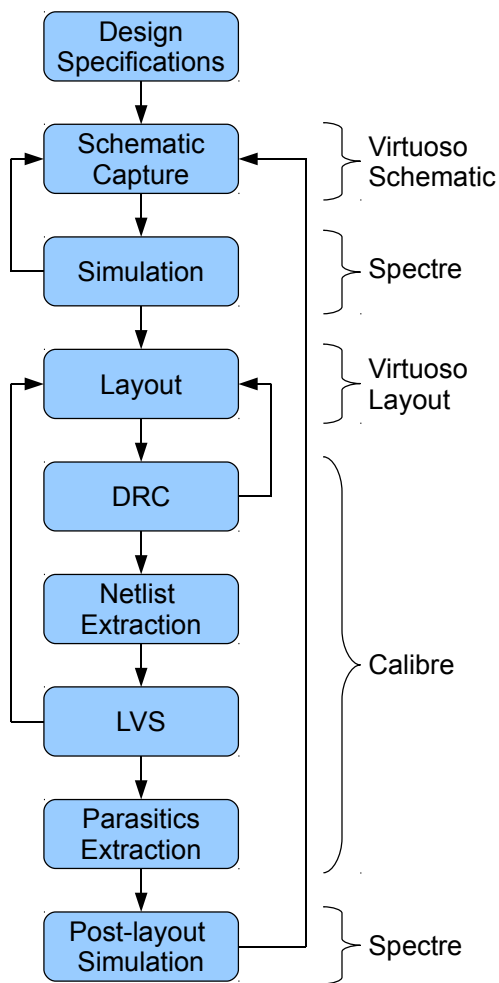 Design
Specifications
Schematic
Capture
Virtuoso
Schematic
Simulation
Spectre
Layout
Virtuoso
Layout
DRC
Netlist
Extraction
Calibre
LVS
Parasitics
Extraction
Post-layout
Simulation
Spectre